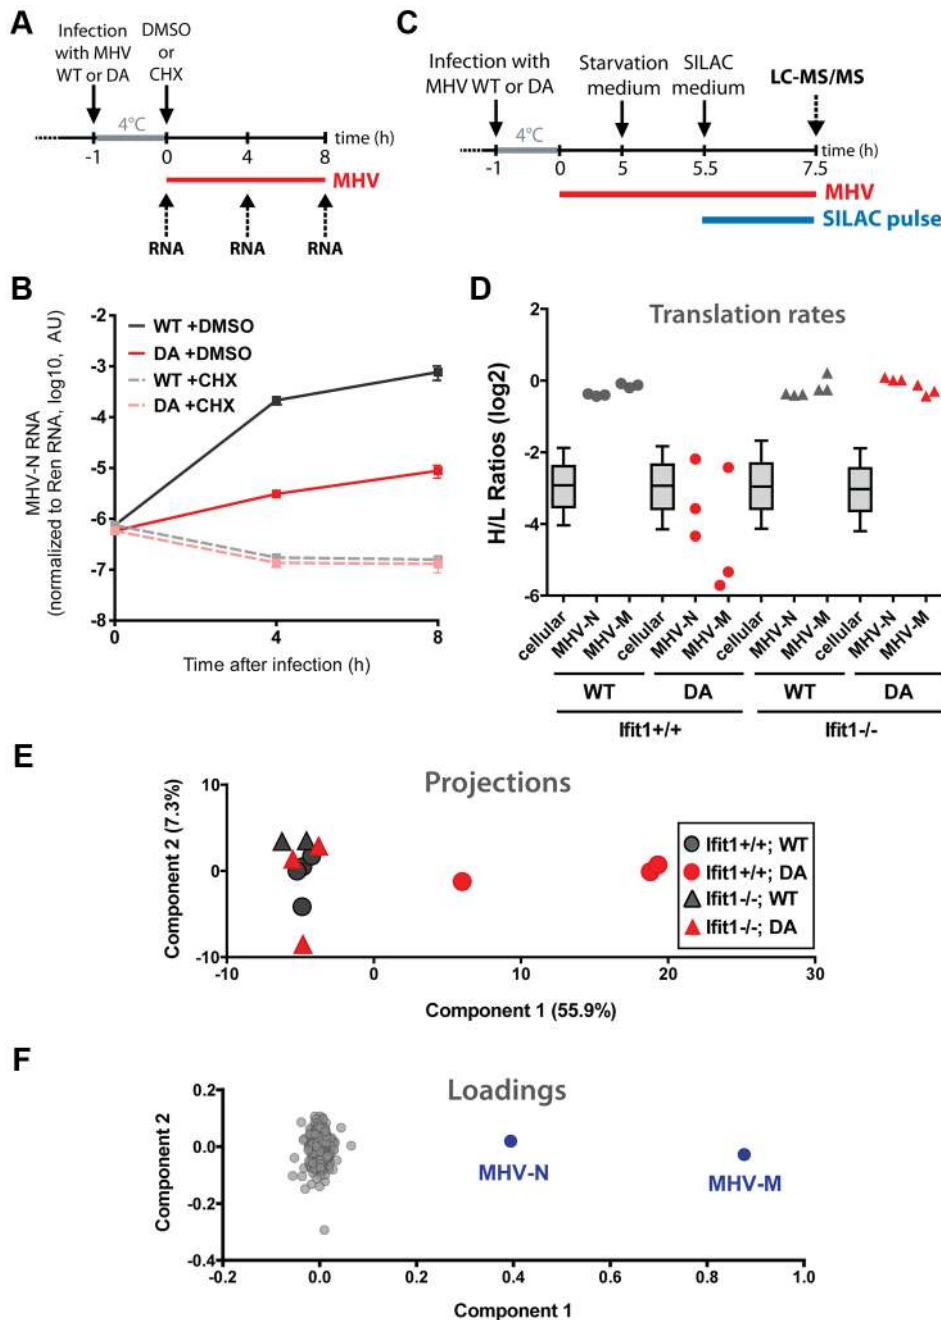 A
Infection
with MHV
WT or DA
DMSO
or
CHX
4°C
time (h)
-1
0
4
8
MHV
RNA
RNA
RNA
C
Infection with
MHV WT or DA
Starvation
medium
SILAC
medium
LC-MS/MS
4°C
time (h)
-1
0
5
5.5
7.5
MHV
SILAC pulse
B
MHV-N RNA
(normalized to Ren RNA, log10, AU)
-2
-3
-4
-5
-6
-7
-8
WT +DMSO
DA +DMSO
WT +CHX
DA +CHX
0
4
8
Time after infection (h)
D
Translation rates
H/L Ratios (log2)
2
0
-2
-4
-6
cellular
MHV-N
MHV-M
cellular
MHV-N
MHV-M
cellular
MHV-N
MHV-M
cellular
MHV-N
MHV-M
WT
DA
WT
DA
Ifit1+/+
Ifit1-/-
E
Projections
Component 2 (7.3%)
10
0
-10
-10
0
10
20
30
Component 1 (55.9%)
Ifit1+/+; WT
Ifit1+/+; DA
Ifit1-/-; WT
Ifit1-/-; DA
F
Loadings
Component 2
0.2
0.0
-0.2
-0.4
MHV-N
MHV-M
-0.2
0.0
0.2
0.4
0.6
0.8
1.0
Component 1